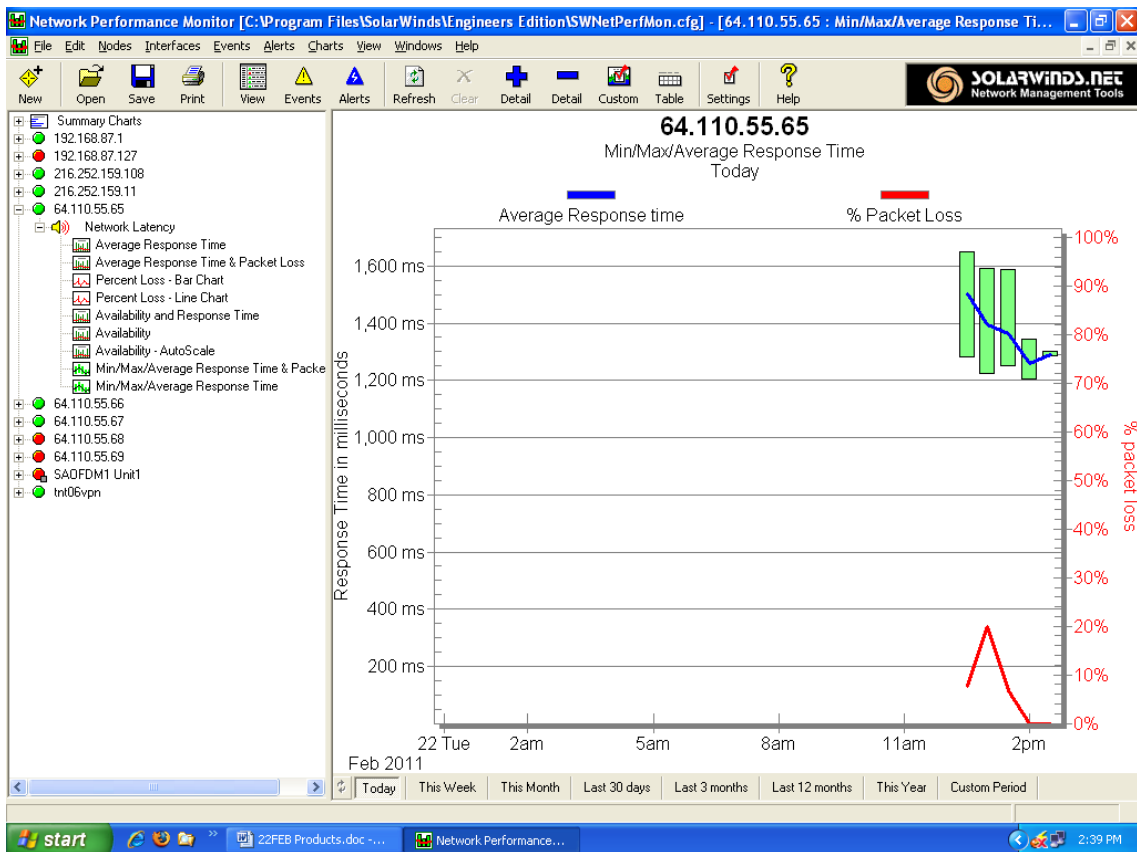 Network Performance Monitor [C:\Program Files\SolarWinds\Engineers Edition\SWNetPerfMon.cfg] - [64.110.55.65 : Min/Max/Average Response Ti...
File Edit Nodes Interfaces Events Alerts Charts View Windows Help
New Open Save Print View Events Alerts Refresh Clear Detail Detail Custom Table Settings Help
SOLARWINDS.NET
Network Management Tools
Summary Charts
192.168.87.1
192.168.87.127
216.252.159.108
216.252.159.11
64.110.55.65
Network Latency
Average Response Time
Average Response Time & Packet Loss
Percent Loss - Bar Chart
Percent Loss - Line Chart
Availability and Response Time
Availability
Availability - AutoScale
Min/Max/Average Response Time & Packe
Min/Max/Average Response Time
64.110.55.66
64.110.55.67
64.110.55.68
64.110.55.69
SAOFDM1 Unit1
tnt06vpn
64.110.55.65
Min/Max/Average Response Time
Today
Average Response time
% Packet Loss
Response Time in milliseconds
1,600 ms
1,400 ms
1,200 ms
1,000 ms
800 ms
600 ms
400 ms
200 ms
100%
90%
80%
70%
60%
50%
40%
30%
20%
10%
0%
% packet loss
22 Tue 2am 5am 8am 11am 2pm
Feb 2011
Today This Week This Month Last 30 days Last 3 months Last 12 months This Year Custom Period
start
22FEB Products.doc -...
Network Performance...
2:39 PM